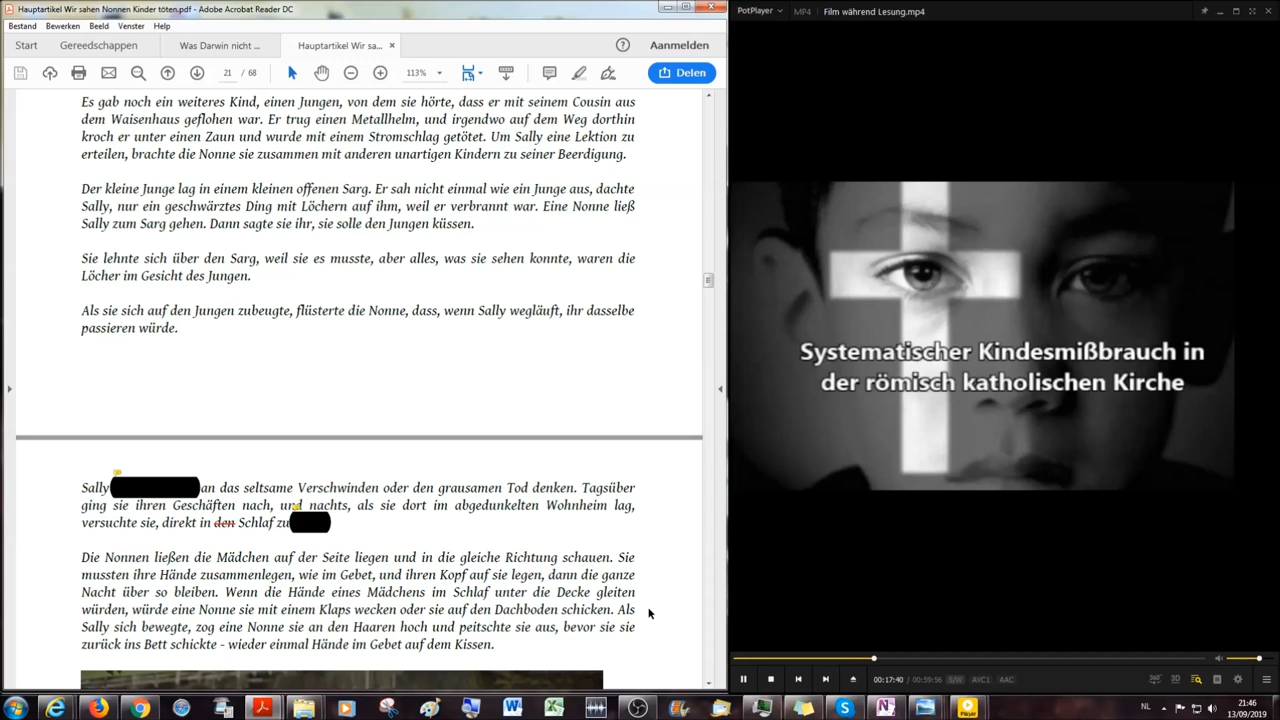 Hauptartikel Wir sahen Nonnen Kinder töten.pdf - Adobe Acrobat Reader DC
Bestand Bewerken Beeld Venster Help
Start Gereedschappen Was Darwin nicht ... Hauptartikel Wir sa... × Aanmelden
21 / 68 113% Delen
Es gab noch ein weiteres Kind, einen Jungen, von dem sie hörte, dass er mit seinem Cousin aus
dem Waisenhaus geflohen war. Er trug einen Metallhelm, und irgendwo auf dem Weg dorthin
kroch er unter einen Zaun und wurde mit einem Stromschlag getötet. Um Sally eine Lektion zu
erteilen, brachte die Nonne sie zusammen mit anderen unartigen Kindern zu seiner Beerdigung.
Der kleine Junge lag in einem kleinen offenen Sarg. Er sah nicht einmal wie ein Junge aus, dachte
Sally, nur ein geschwärztes Ding mit Löchern auf ihm, weil er verbrannt war. Eine Nonne ließ
Sally zum Sarg gehen. Dann sagte sie ihr, sie solle den Jungen küssen.
Sie lehnte sich über den Sarg, weil sie es musste, aber alles, was sie sehen konnte, waren die
Löcher im Gesicht des Jungen.
Als sie sich auf den Jungen zubeugte, flüsterte die Nonne, dass, wenn Sally wegläuft, ihr dasselbe
passieren würde.
Sally an das seltsame Verschwinden oder den grausamen Tod denken. Tagsüber
ging sie ihren Geschäften nach, und nachts, als sie dort im abgedunkelten Wohnheim lag,
versuchte sie, direkt in den Schlaf zu
Die Nonnen ließen die Mädchen auf der Seite liegen und in die gleiche Richtung schauen. Sie
mussten ihre Hände zusammenlegen, wie im Gebet, und ihren Kopf auf sie legen, dann die ganze
Nacht über so bleiben. Wenn die Hände eines Mädchens im Schlaf unter die Decke gleiten
würden, würde eine Nonne sie mit einem Klaps wecken oder sie auf den Dachboden schicken. Als
Sally sich bewegte, zog eine Nonne sie an den Haaren hoch und peitschte sie aus, bevor sie sie
zurück ins Bett schickte - wieder einmal Hände im Gebet auf dem Kissen.
PotPlayer MP4 Film während Lesung.mp4
Systematischer Kindesmißbrauch in
der römisch katholischen Kirche
00:17:40 / 00:59:56 S/W AVC1 AAC
360° 3D
NL 21:46
13/09/2019